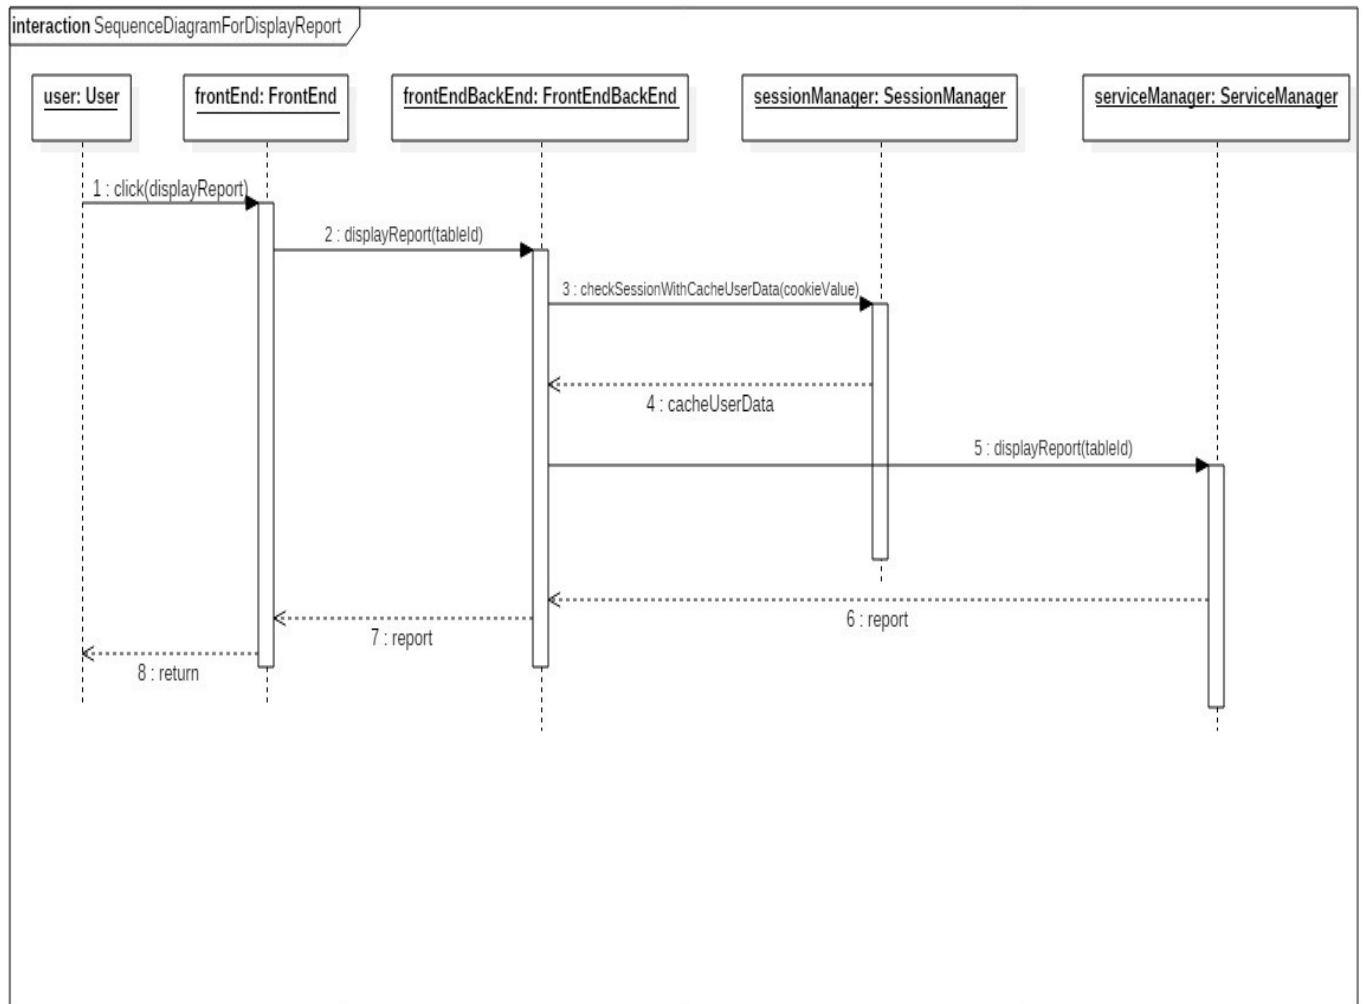 interaction SequenceDiagramForDisplayReport
user: User
frontEnd: FrontEnd
frontEndBackEnd: FrontEndBackEnd
sessionManager: SessionManager
serviceManager: ServiceManager
1 : click(displayReport)
2 : displayReport(tableId)
3 : checkSessionWithCacheUserData(cookieValue)
4 : cacheUserData
5 : displayReport(tableId)
6 : report
7 : report
8 : return